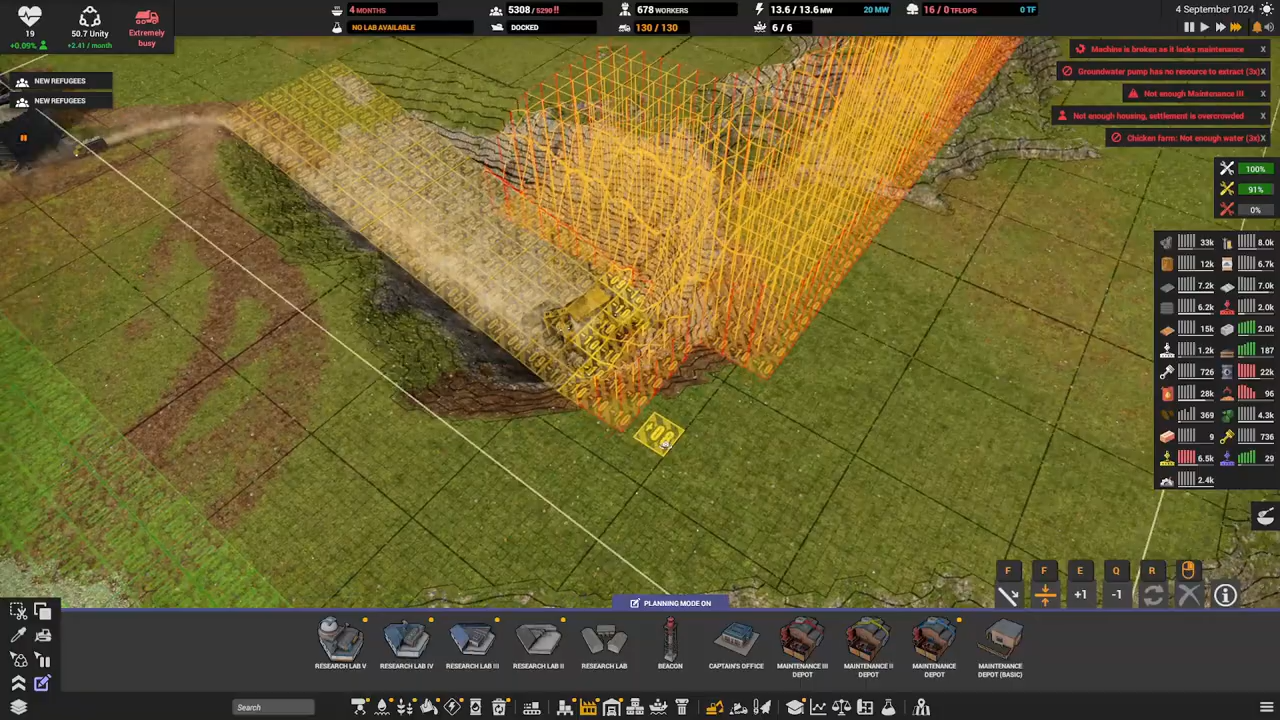 19
+0.09%
50.7 Unity
+2.41 / month
Extremely
busy
4 MONTHS
NO LAB AVAILABLE
5308 / 5290 !!
DOCKED
678 WORKERS
130 / 130
13.6 / 13.6 MW
20 MW
6 / 6
16 / 0 TFLOPS
0 TF
4 September 1024
NEW REFUGEES
NEW REFUGEES
Machine is broken as it lacks maintenance X
Groundwater pump has no resource to extract (3x) X
Not enough Maintenance III X
Not enough housing, settlement is overcrowded X
Chicken farm: Not enough water (3x) X
100%
91%
0%
33k 8.0k
12k 6.7k
7.2k 7.0k
6.2k 2.0k
15k 2.0k
1.2k 187
726 22k
28k 96
369 4.3k
9 736
6.5k 29
2.4k
F F E Q R
+1 -1
PLANNING MODE ON
RESEARCH LAB V
RESEARCH LAB IV
RESEARCH LAB III
RESEARCH LAB II
RESEARCH LAB
BEACON
CAPTAIN'S OFFICE
MAINTENANCE III
DEPOT
MAINTENANCE II
DEPOT
MAINTENANCE
DEPOT
MAINTENANCE
DEPOT (BASIC)
Search